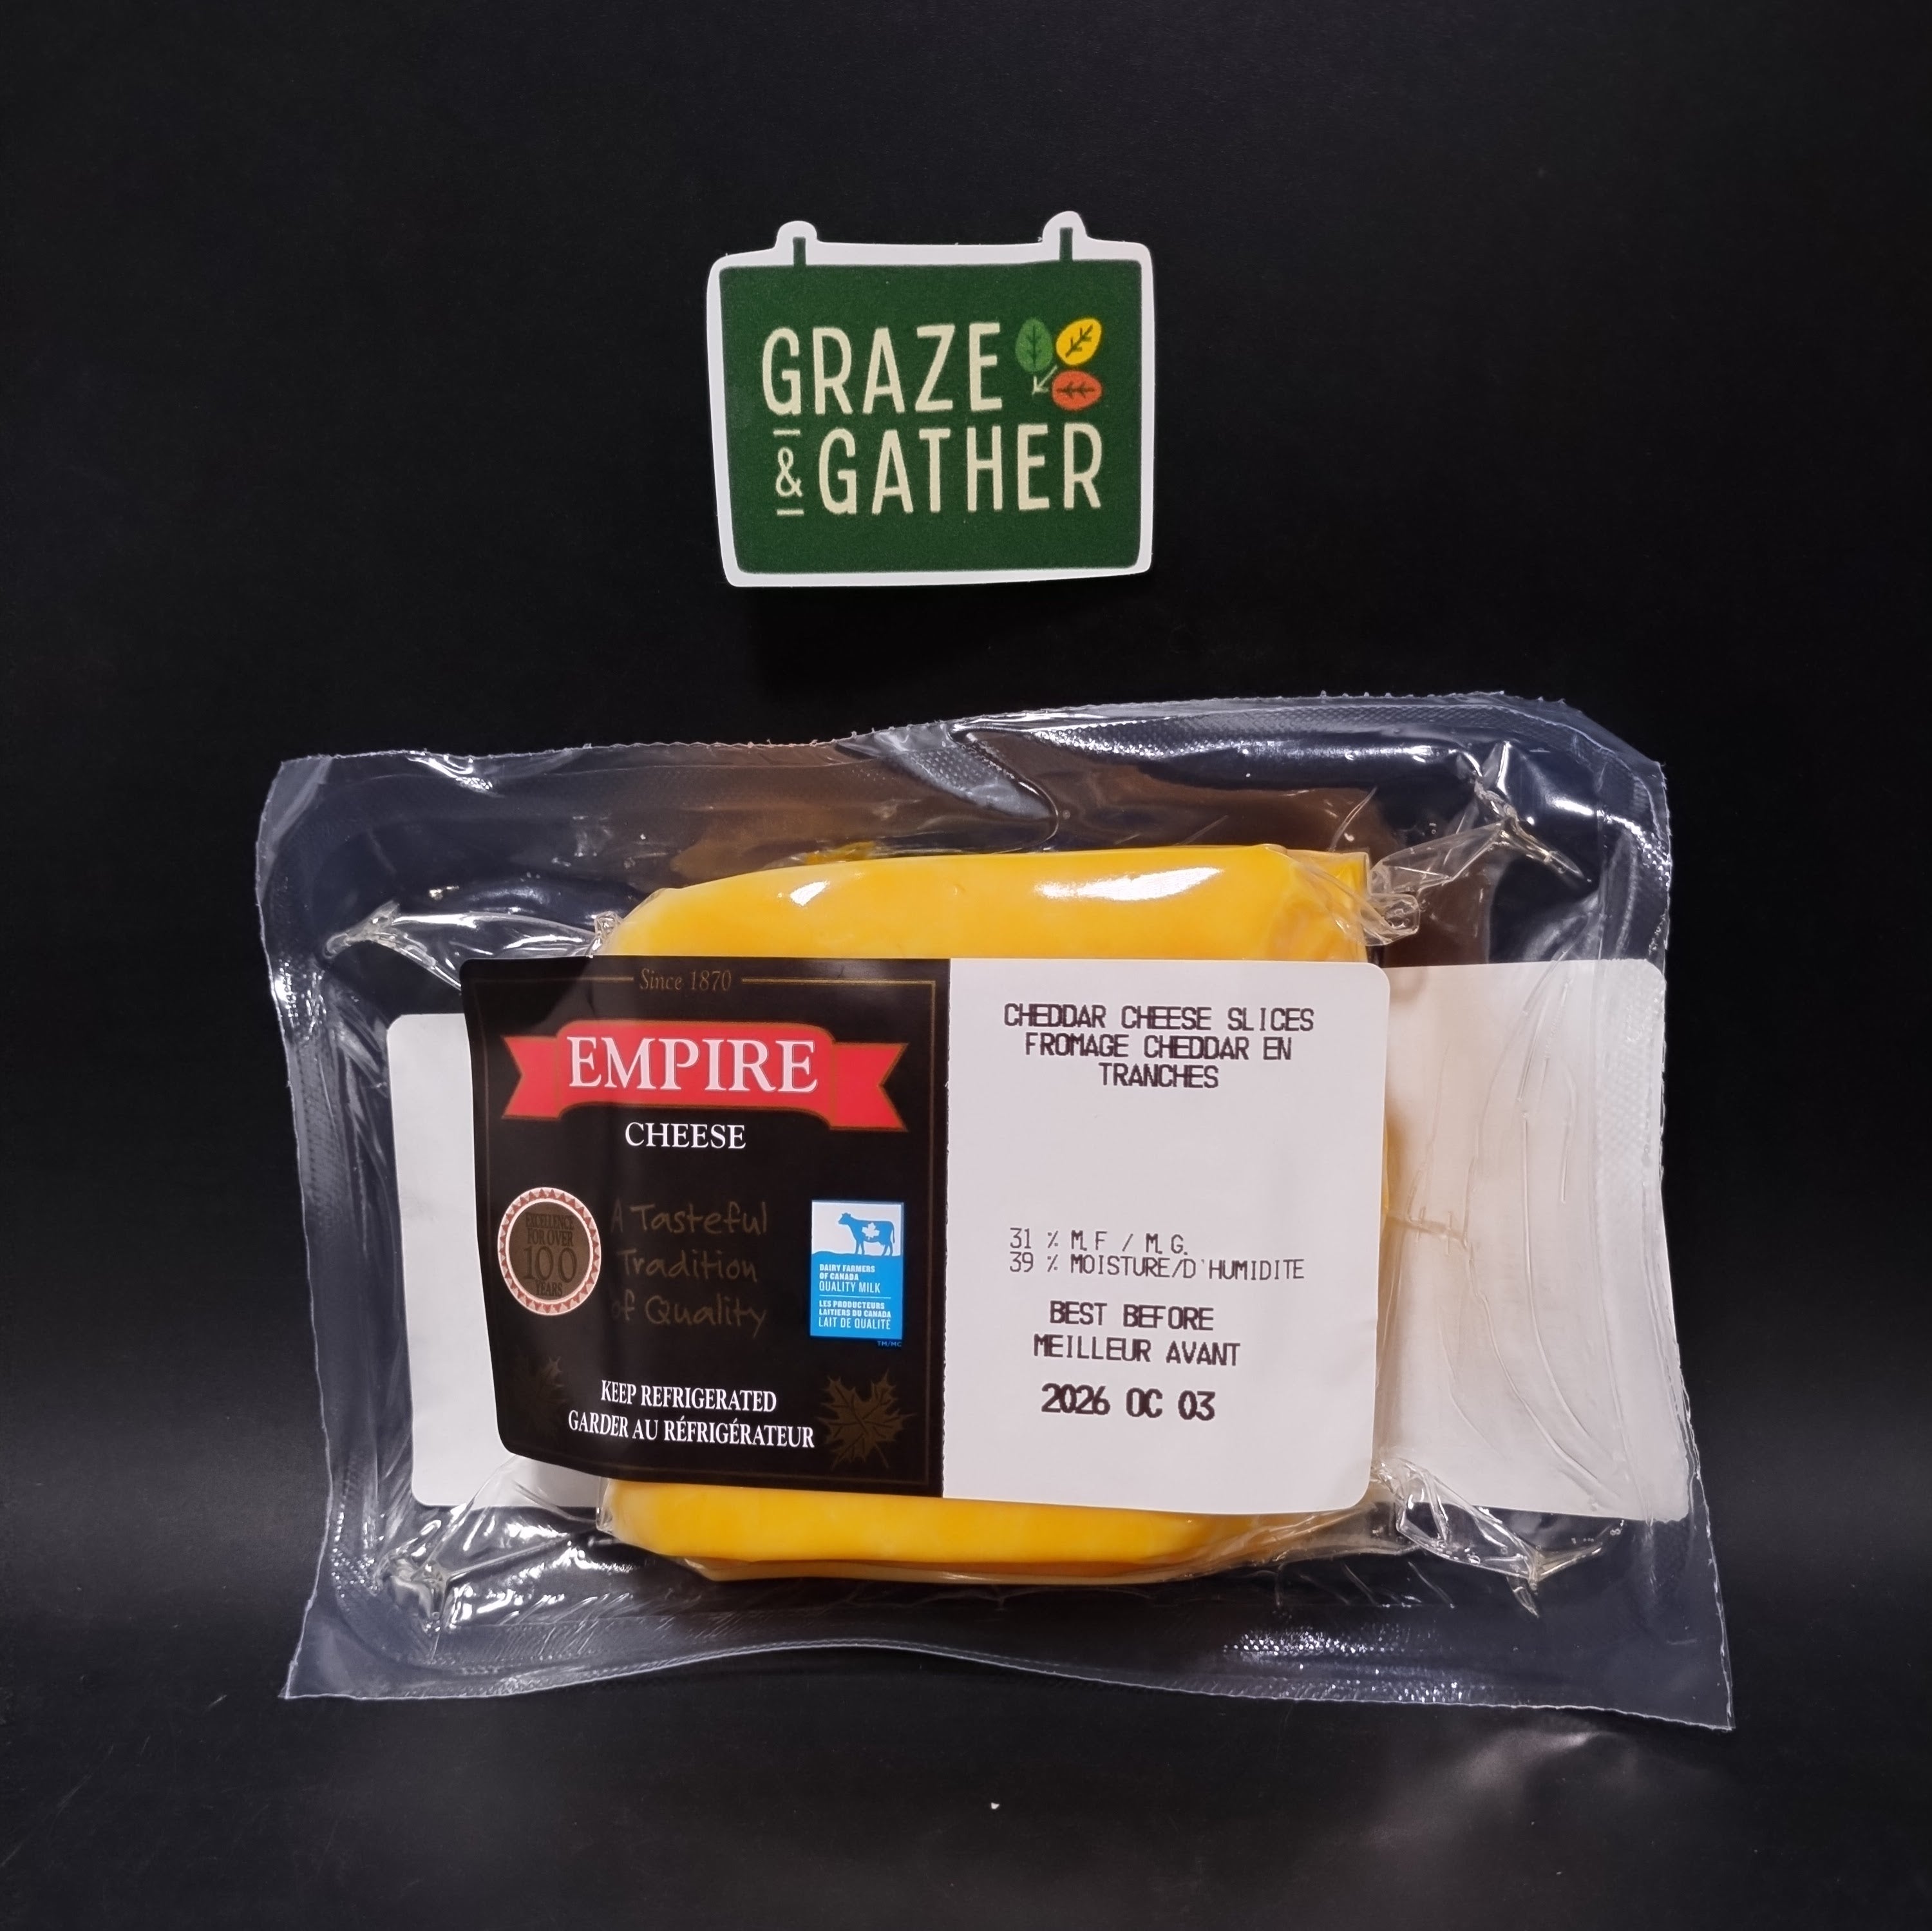 GRAZE
& GATHER
Since 1870
EMPIRE
CHEESE
EXCELLENCE
FOR OVER
100
YEARS
A Tasteful
Tradition
of Quality
DAIRY FARMERS
OF CANADA
QUALITY MILK
LES PRODUCTEURS
LAITIERS DU CANADA
LAIT DE QUALITÉ
TM/MC
KEEP REFRIGERATED
GARDER AU RÉFRIGÉRATEUR
CHEDDAR CHEESE SLICES
FROMAGE CHEDDAR EN
TRANCHES
31 % M.F / M.G.
39 % MOISTURE/D'HUMIDITE
BEST BEFORE
MEILLEUR AVANT
2026 OC 03